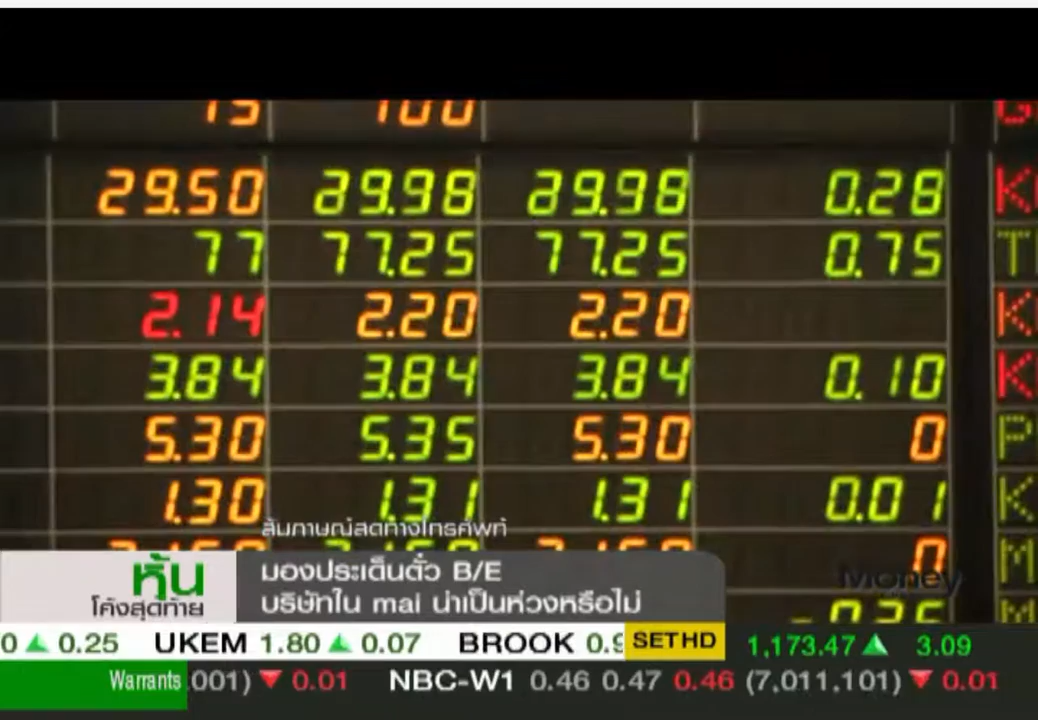 15 100
29.50 29.98 29.98 0.28
77 77.25 77.25 0.75
2.14 2.20 2.20
3.84 3.84 3.84 0.10
5.30 5.35 5.30 0
1.30 1.31 1.31 0.01
0
สัมภาษณ์สดทางโทรศัพท์
หุ้น
โค้งสุดท้าย
มองประเด็นตั๋ว B/E
บริษัทใน mai น่าเป็นห่วงหรือไม่
Money
0 ▲ 0.25 UKEM 1.80 ▲ 0.07 BROOK 0.9 SETHD 1,173.47 ▲ 3.09
Warrants 001) ▼ 0.01 NBC-W1 0.46 0.47 0.46 (7,011,101) ▼ 0.01